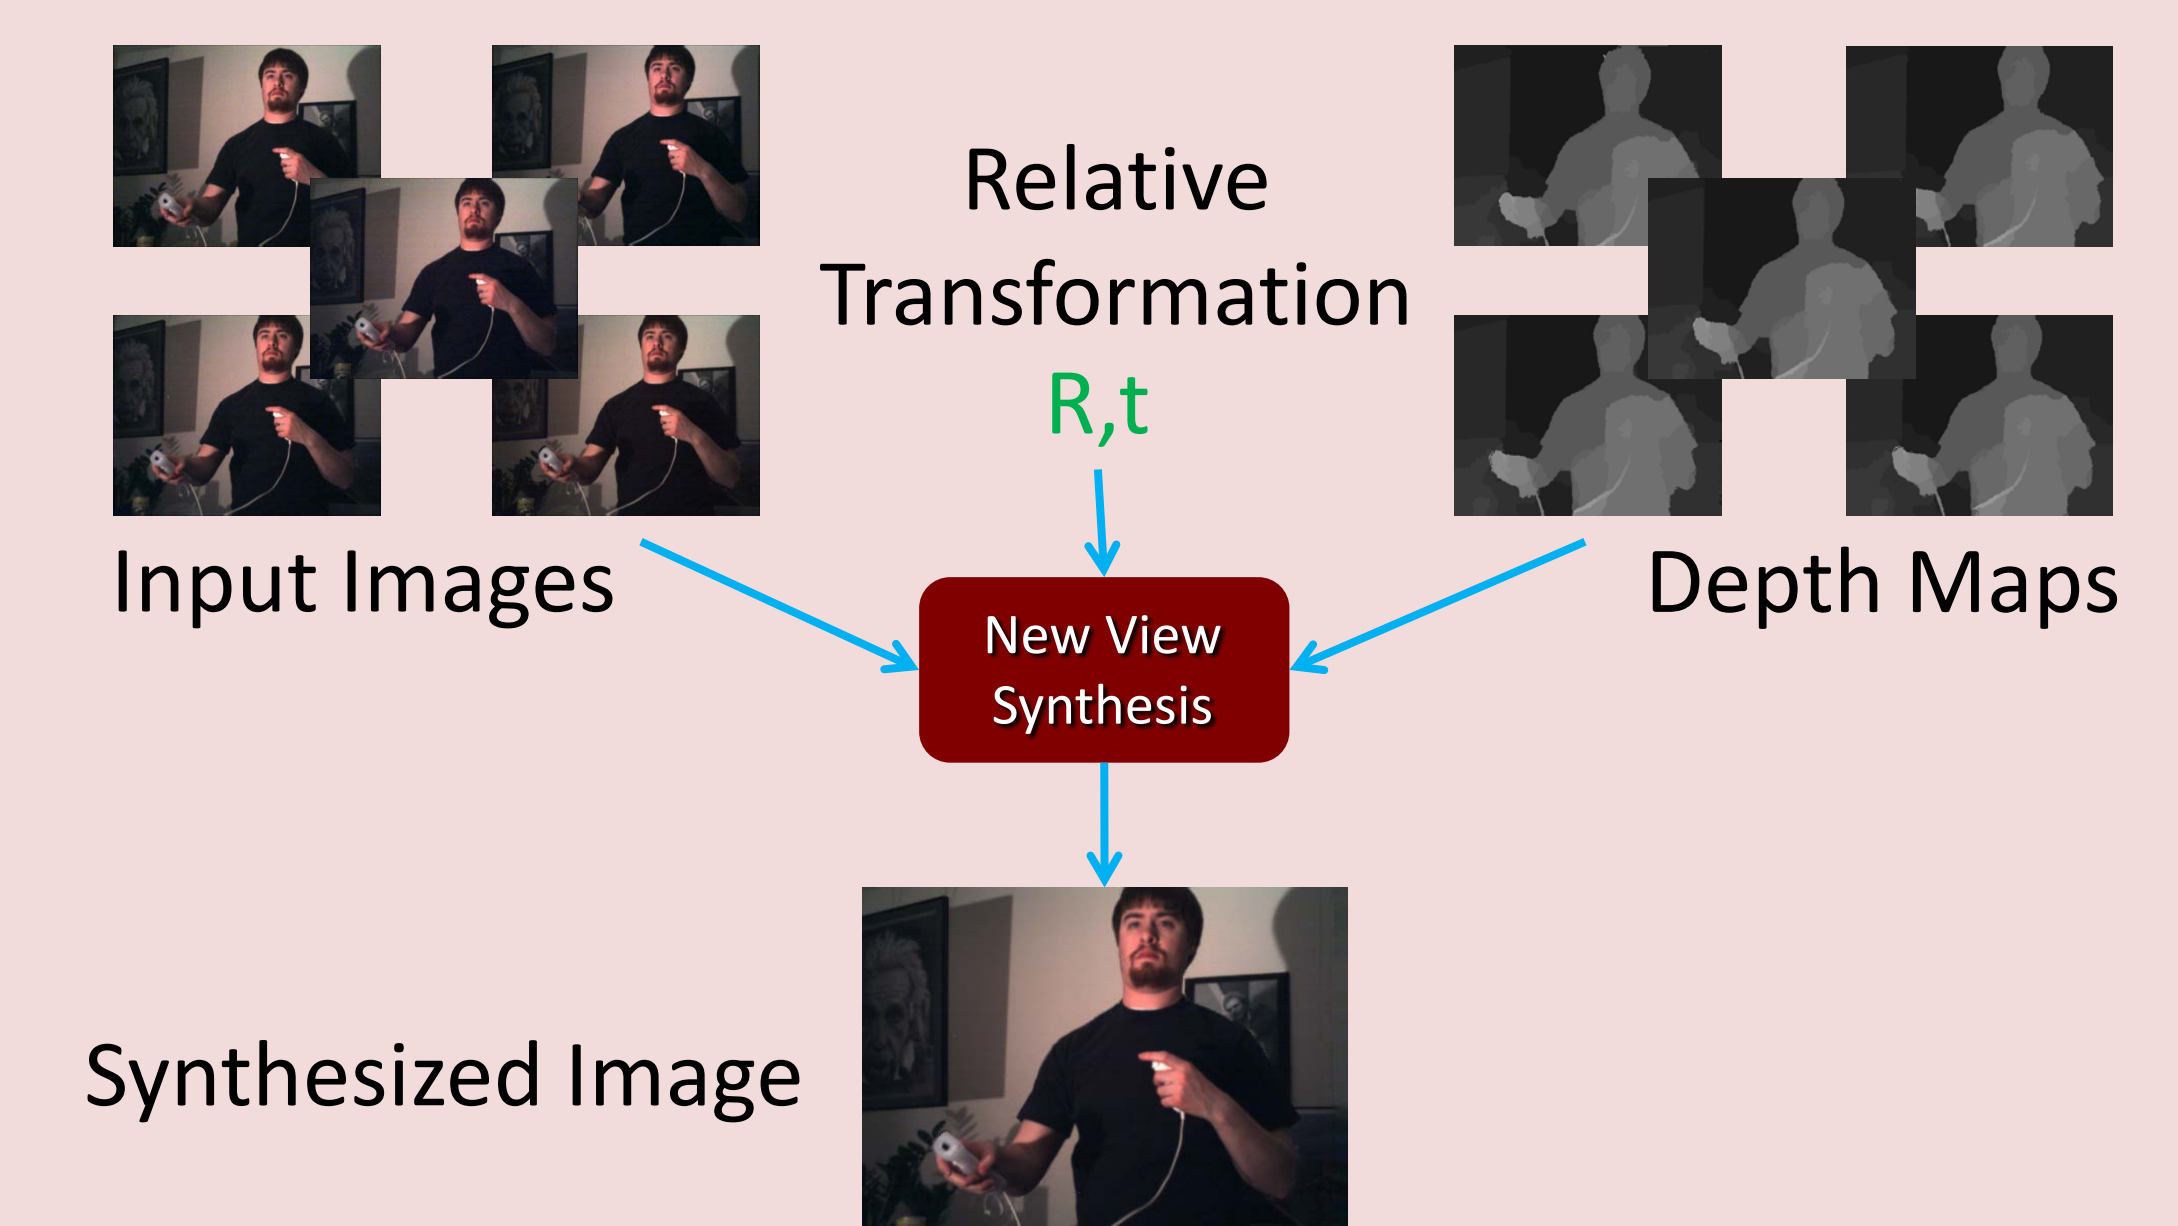 Relative
Transformation
R,t
Input Images
Depth Maps
New View
Synthesis
Synthesized Image